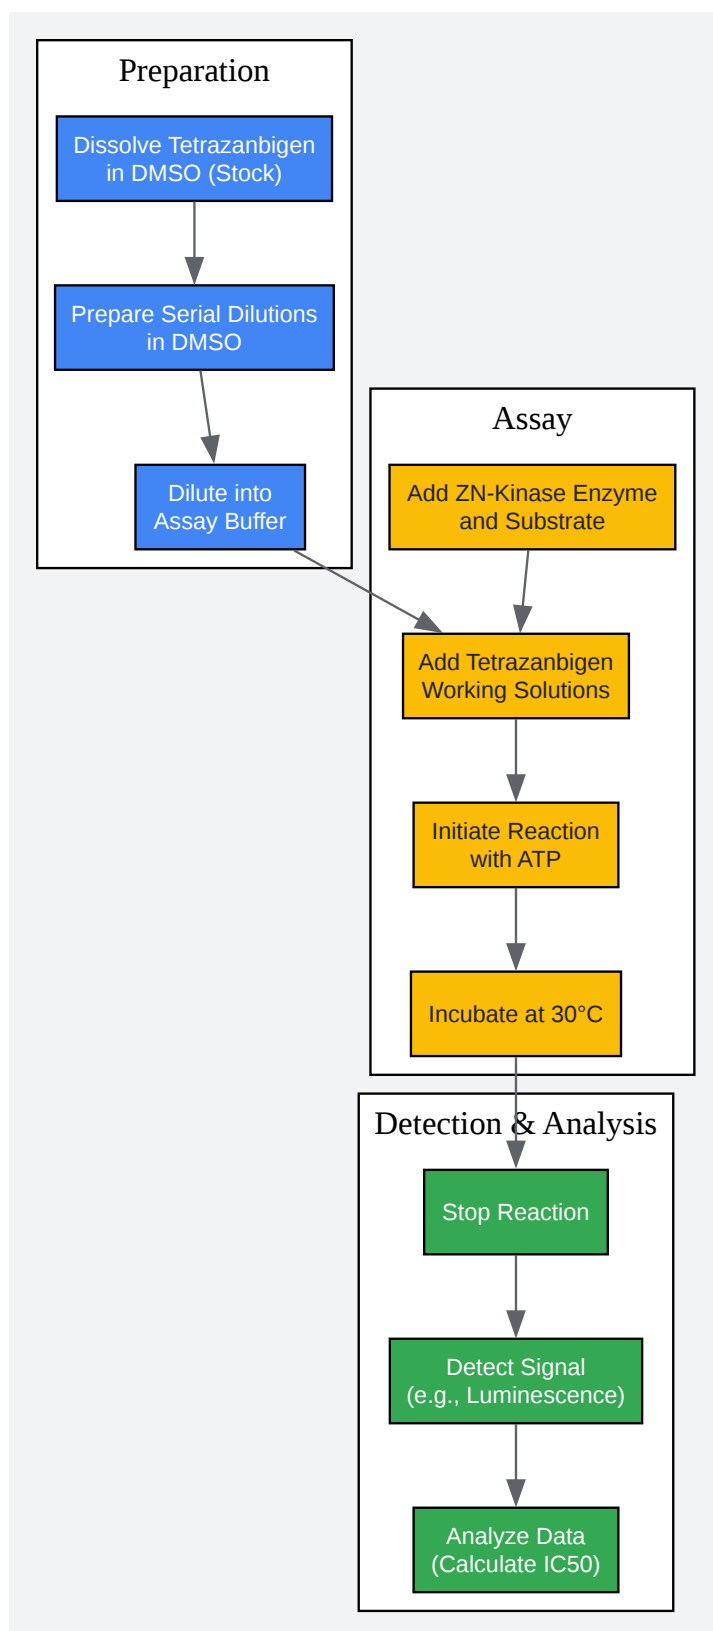 Preparation
Dissolve Tetrazanbigen
in DMSO (Stock)
Prepare Serial Dilutions
in DMSO
Dilute into
Assay Buffer
Assay
Add ZN-Kinase Enzyme
and Substrate
Add Tetrazanbigen
Working Solutions
Initiate Reaction
with ATP
Incubate at 30°C
Detection & Analysis
Stop Reaction
Detect Signal
(e.g., Luminescence)
Analyze Data
(Calculate IC50)